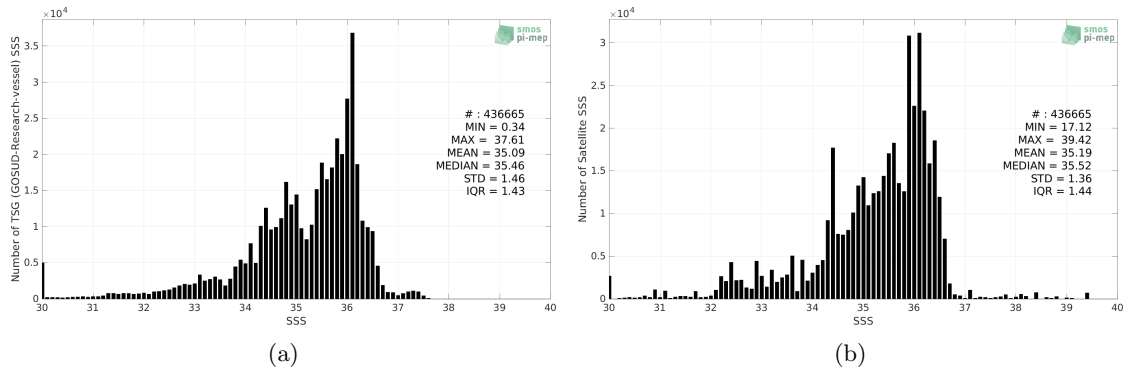 ×10⁴
smos
pi-mep
Number of TSG (GOSUD-Research-vessel) SSS
3.5
3
2.5
2
1.5
1
0.5
0
# : 436665
MIN = 0.34
MAX = 37.61
MEAN = 35.09
MEDIAN = 35.46
STD = 1.46
IQR = 1.43
30 31 32 33 34 35 36 37 38 39 40
SSS
(a)
×10⁴
smos
pi-mep
Number of Satellite SSS
3
2.5
2
1.5
1
0.5
0
# : 436665
MIN = 17.12
MAX = 39.42
MEAN = 35.19
MEDIAN = 35.52
STD = 1.36
IQR = 1.44
30 31 32 33 34 35 36 37 38 39 40
SSS
(b)